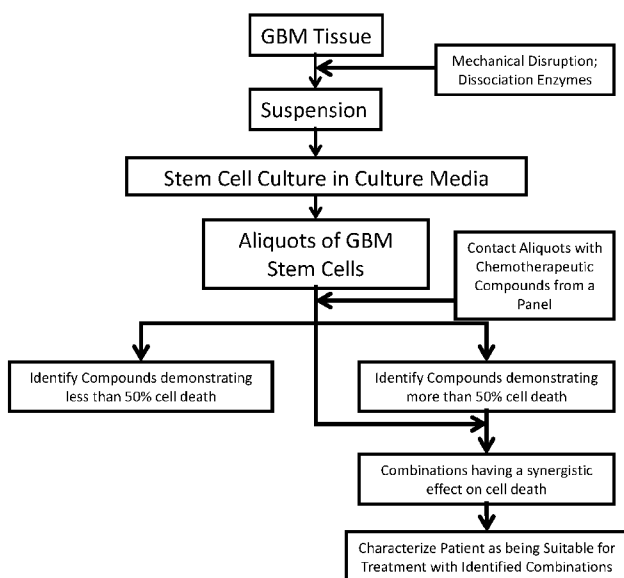 GBM Tissue
Mechanical Disruption;
Dissociation Enzymes
Suspension
Stem Cell Culture in Culture Media
Aliquots of GBM
Stem Cells
Contact Aliquots with
Chemotherapeutic
Compounds from a
Panel
Identify Compounds demonstrating
less than 50% cell death
Identify Compounds demonstrating
more than 50% cell death
Combinations having a synergistic
effect on cell death
Characterize Patient as being Suitable for
Treatment with Identified Combinations